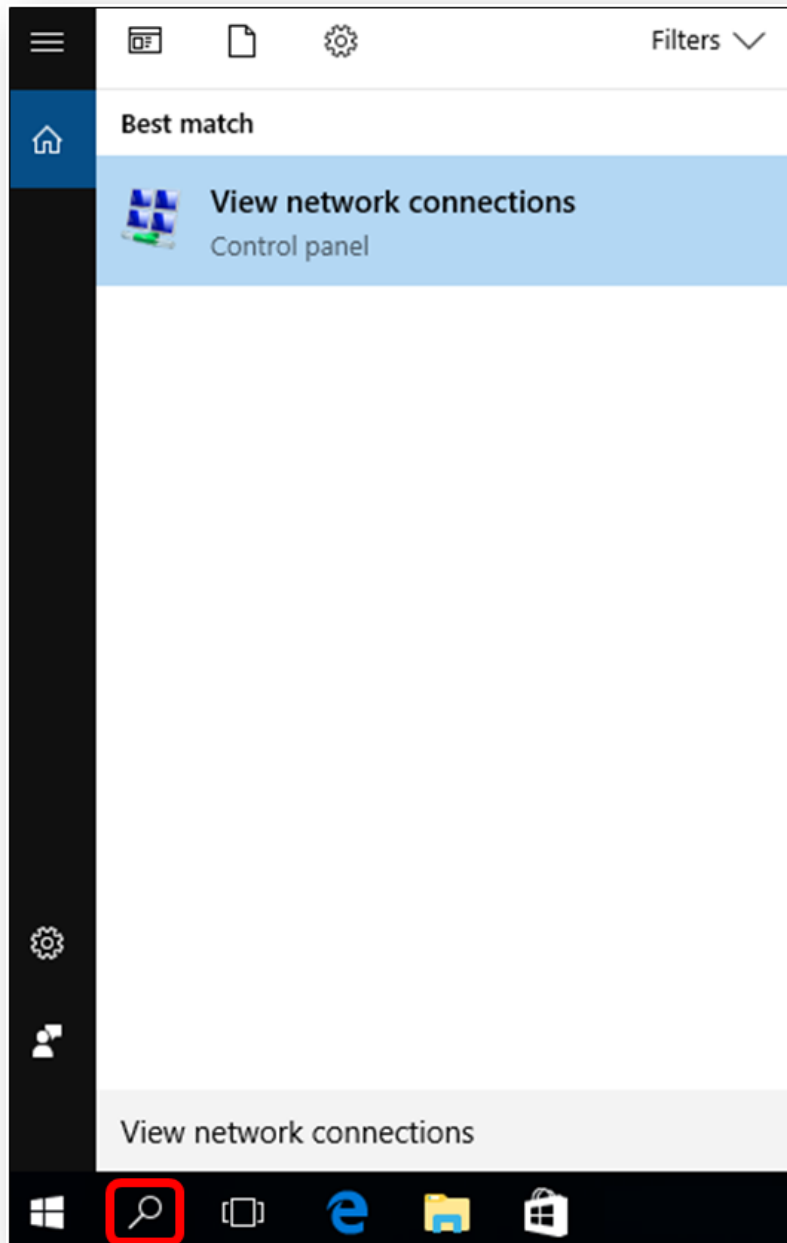 Filters
Best match
View network connections
Control panel
View network connections